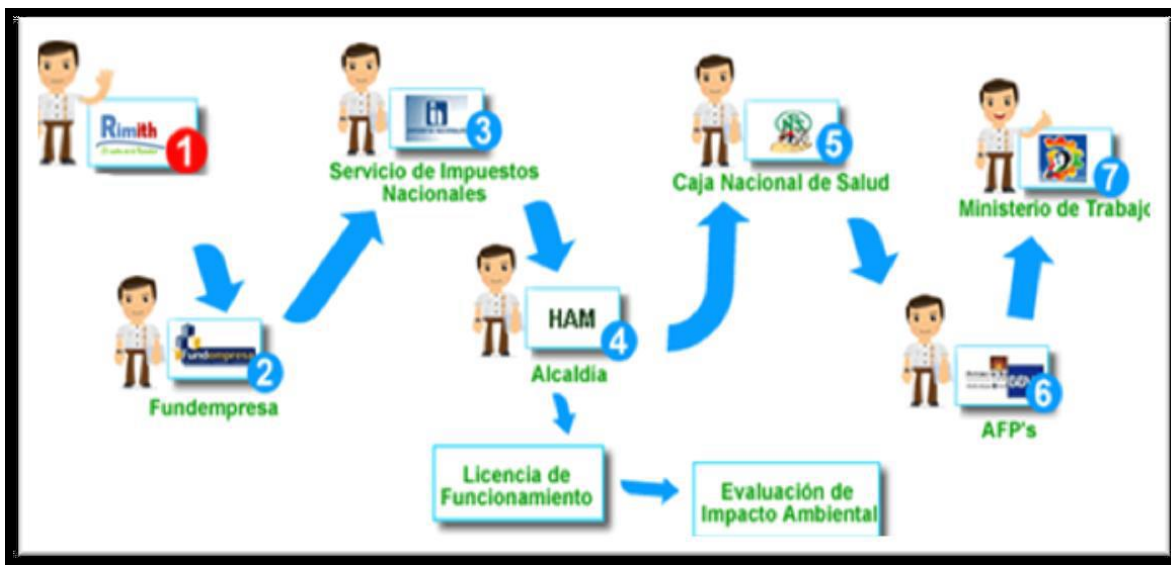 Rimith
1
Fundempresa
2
Fundempresa
3
Servicio de Impuestos
Nacionales
HAM
4
Alcaldía
Licencia de
Funcionamiento
Evaluación de
Impacto Ambiental
5
Caja Nacional de Salud
6
AFP's
7
Ministerio de Trabajo